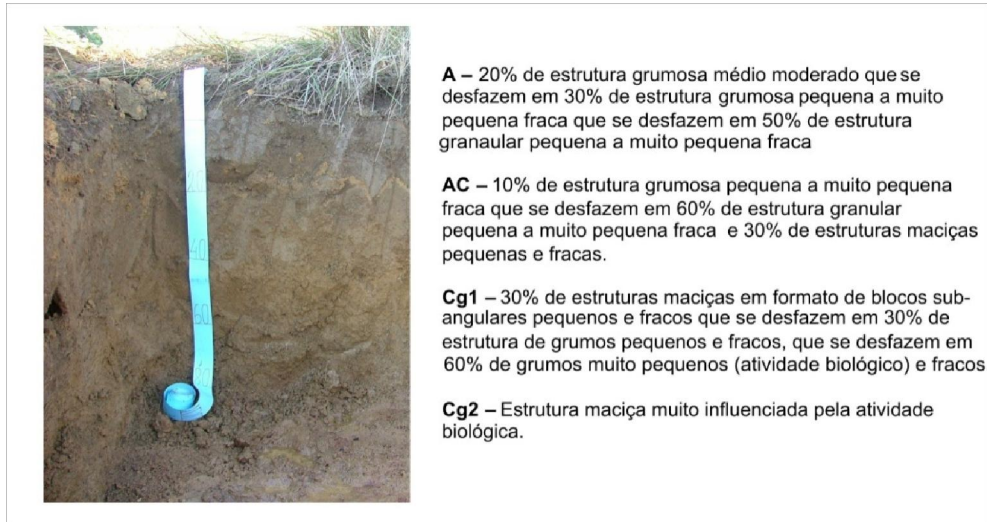 20
40
60
A – 20% de estrutura grumosa médio moderado que se
desfazem em 30% de estrutura grumosa pequena a muito
pequena fraca que se desfazem em 50% de estrutura
granaular pequena a muito pequena fraca
AC – 10% de estrutura grumosa pequena a muito pequena
fraca que se desfazem em 60% de estrutura granular
pequena a muito pequena fraca e 30% de estruturas maciças
pequenas e fracas.
Cg1 – 30% de estruturas maciças em formato de blocos sub-
angulares pequenos e fracos que se desfazem em 30% de
estrutura de grumos pequenos e fracos, que se desfazem em
60% de grumos muito pequenos (atividade biológico) e fracos
Cg2 – Estrutura maciça muito influenciada pela atividade
biológica.